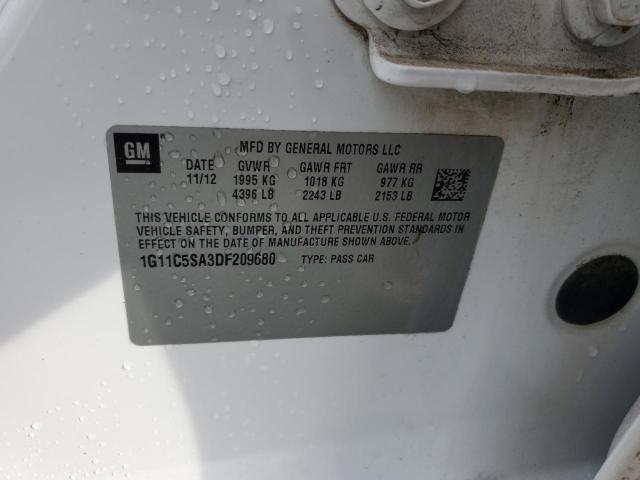 GM
MFD BY GENERAL MOTORS LLC
DATE GVWR GAWR FRT GAWR RR
11/12 1995 KG 1018 KG 977 KG
4396 LB 2243 LB 2153 LB
THIS VEHICLE CONFORMS TO ALL APPLICABLE U.S. FEDERAL MOTOR
VEHICLE SAFETY, BUMPER, AND THEFT PREVENTION STANDARDS IN
EFFECT ON THE DATE OF MANUFACTURE SHOWN ABOVE.
1G11C5SA3DF209680 TYPE: PASS CAR